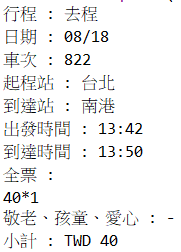 行程 : 去程
日期 : 08/18
車次 : 822
起程站 : 台北
到達站 : 南港
出發時間 : 13:42
到達時間 : 13:50
全票 :
40*1
敬老、孩童、愛心 : -
小計 : TWD 40